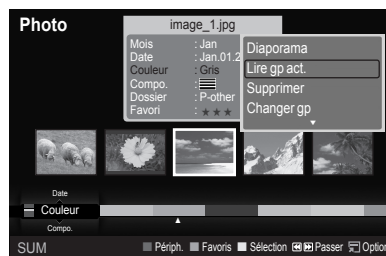 Photo
image_1.jpg
Mois : Jan
Date : Jan.01.2
Couleur : Gris
Compo. :
Dossier : P-other
Favori : ★ ★ ★
Diaporama
Lire gp act.
Supprimer
Changer gp
Date
Couleur
Compo.
SUM
Périph. Favoris Sélection Passer Option